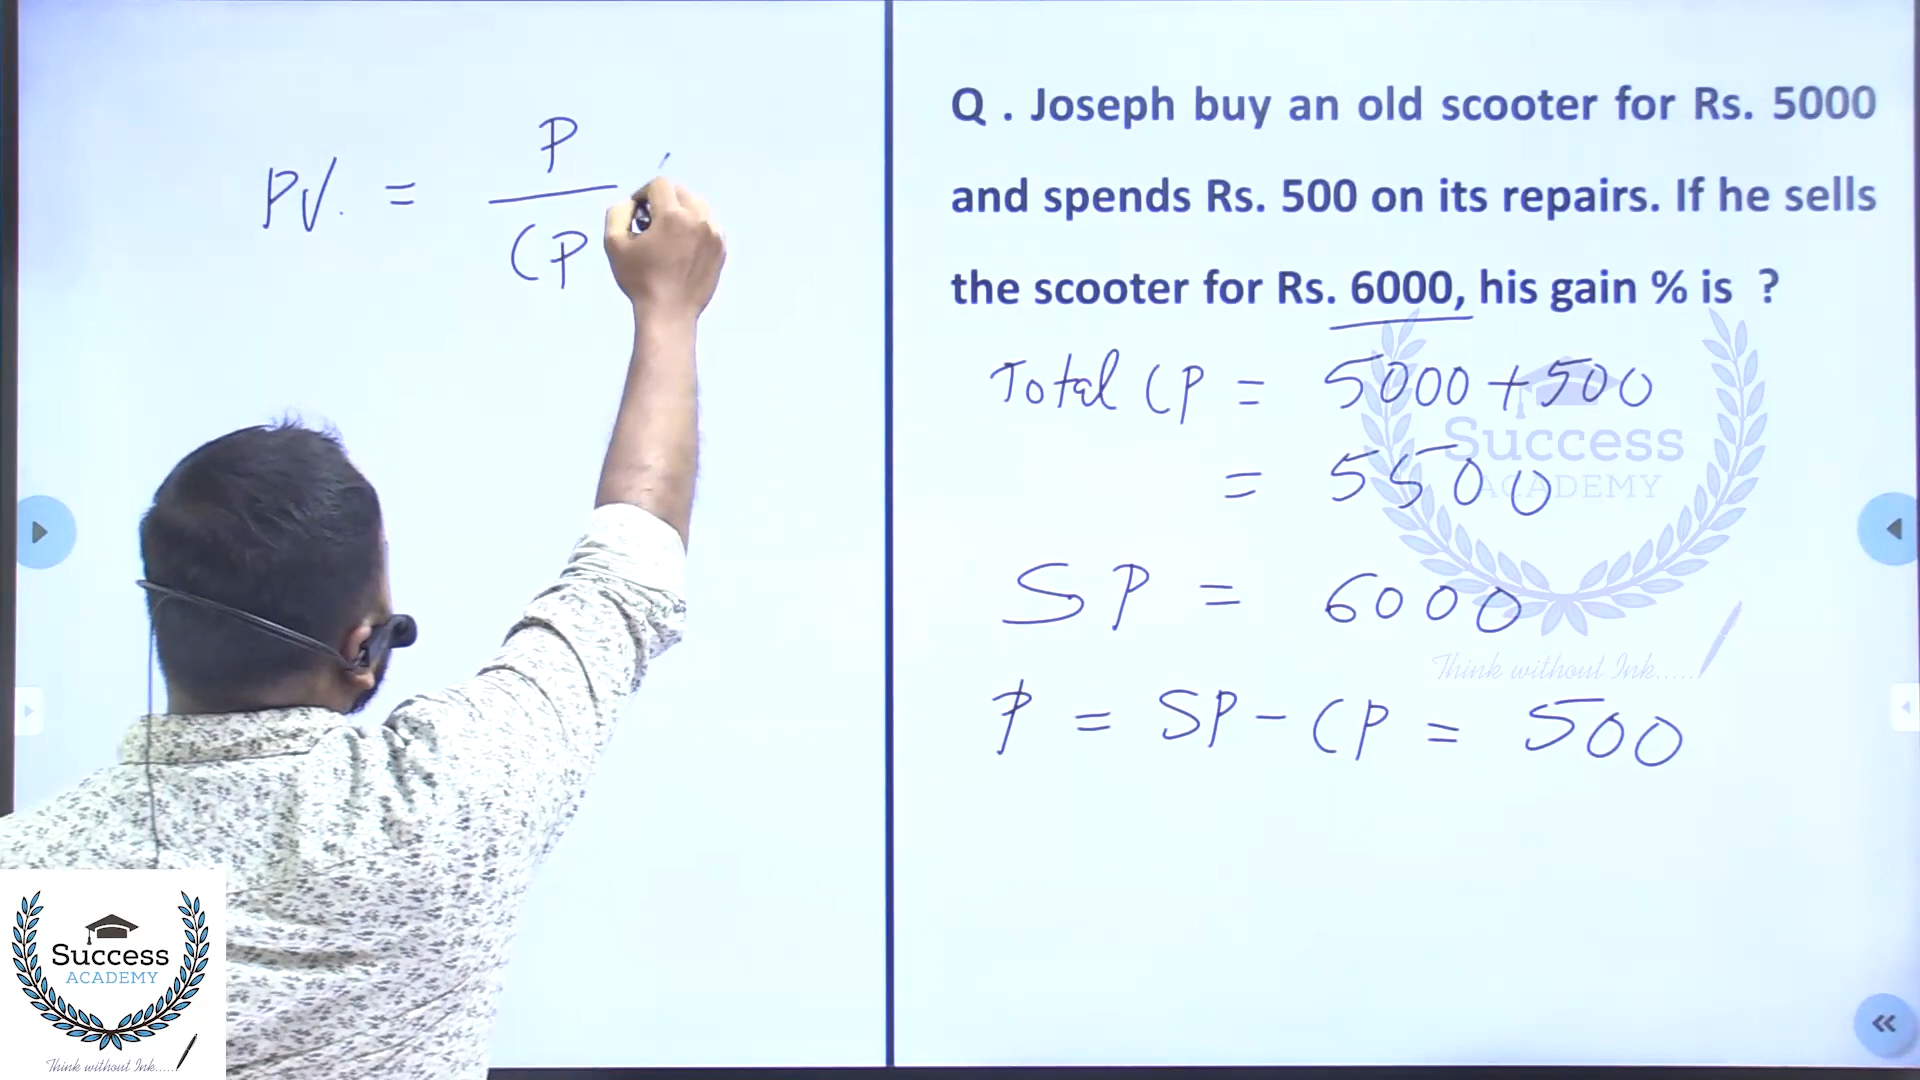 P%. = P
CP
Q . Joseph buy an old scooter for Rs. 5000
and spends Rs. 500 on its repairs. If he sells
the scooter for Rs. 6000, his gain % is ?
Total CP = 5000 + 500
= 5500
SP = 6000
P = SP - CP = 500
Success
ACADEMY
Think without Ink.....
Success
ACADEMY
Think without Ink.....